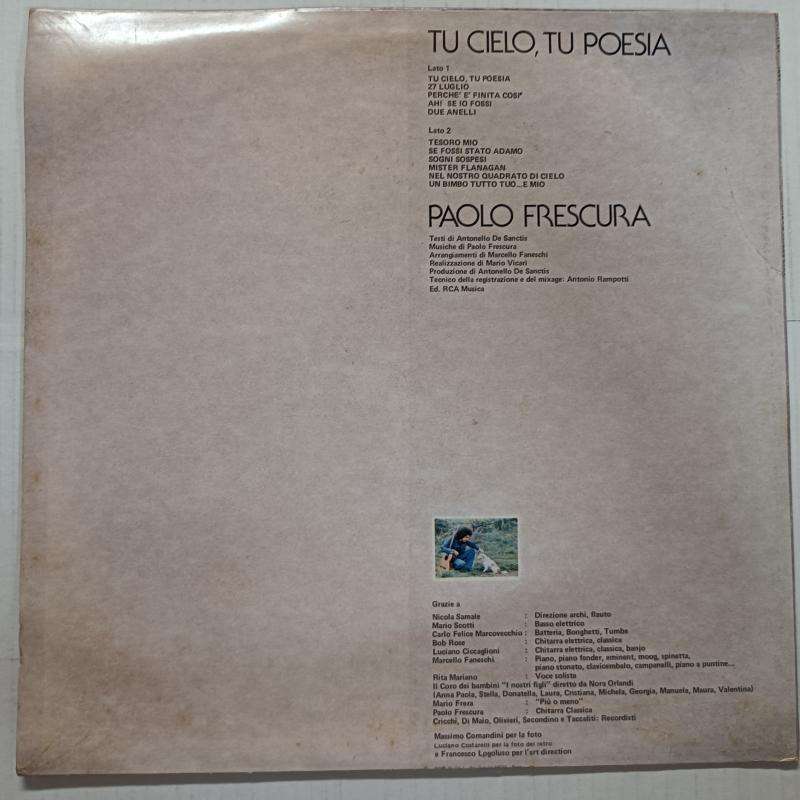 TU CIELO, TU POESIA
Lato 1
TU CIELO, TU POESIA
27 LUGLIO
PERCHE' E' FINITA COSI'
AH! SE IO FOSSI
DUE ANELLI
Lato 2
TESORO MIO
SE FOSSI STATO ADAMO
SOGNI SOSPESI
MISTER FLANAGAN
NEL NOSTRO QUADRATO DI CIELO
UN BIMBO TUTTO TUO...E MIO
PAOLO FRESCURA
Testi di Antonello De Sanctis
Musiche di Paolo Frescura
Arrangiamenti di Marcello Faneschi
Realizzazione di Mario Vicari
Produzione di Antonello De Sanctis
Tecnico della registrazione e del mixage: Antonio Rampotti
Ed. RCA Musica
Grazie a
Nicola Samale : Direzione archi, flauto
Mario Scotti : Basso elettrico
Carlo Felice Marcovecchio : Batteria, Bonghetti, Tumbe
Bob Rose : Chitarra elettrica, classica
Luciano Ciccaglioni : Chitarra elettrica, classica, banjo
Marcello Faneschi : Piano, piano fender, eminent, moog, spinetta,
piano stonato, clavicembalo, campanelli, piano a puntine...
Rita Mariano : Voce solista
Il Coro dei bambini "I nostri figli" diretto da Nora Orlandi
(Anna Paola, Stella, Donatella, Laura, Cristiana, Michela, Georgia, Manuela, Maura, Valentina)
Mario Frera : "Più o meno"
Paolo Frescura : Chitarra Classica
Cricchi, Di Maio, Olivieri, Secondino e Taccaliti: Recordisti
Massimo Comandini per la foto
Luciano Costarelli per la foto del retro
e Francesco Logoluso per l'art direction